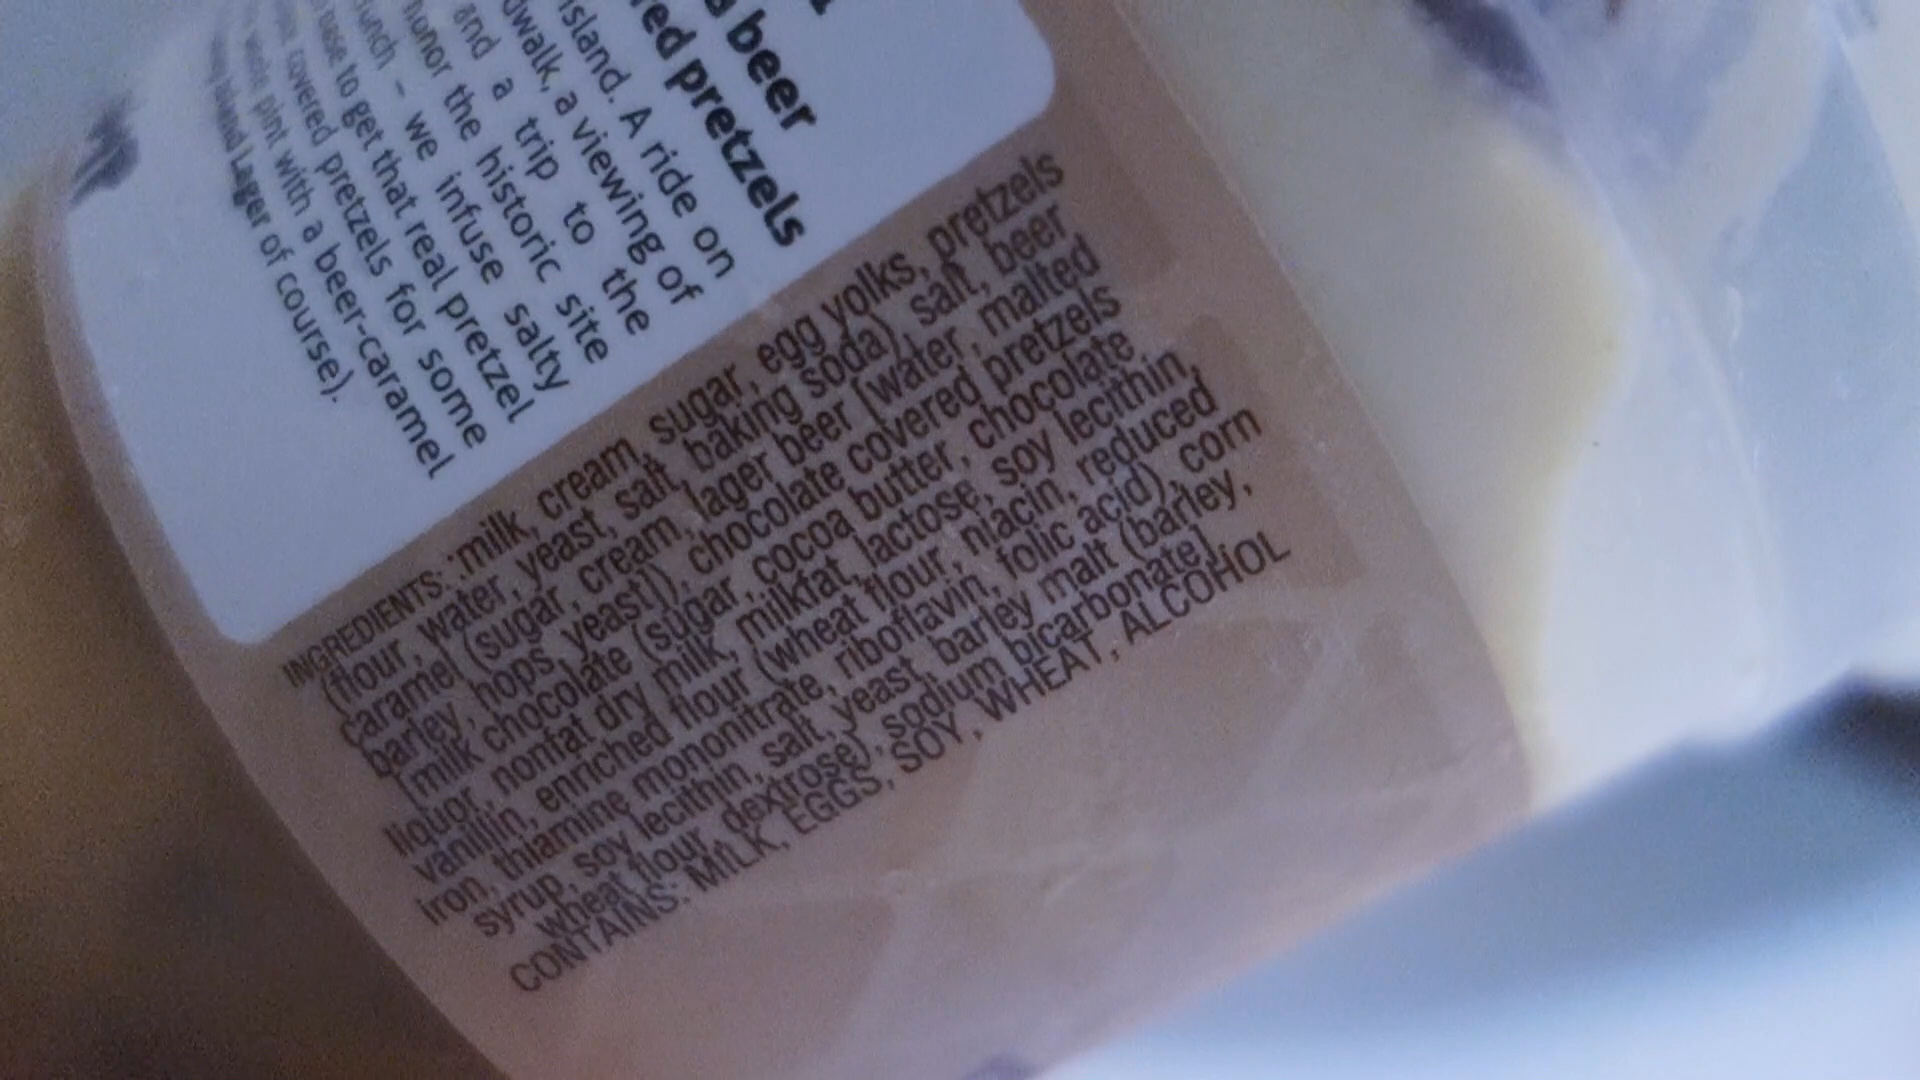 a beer
red pretzels
island. A ride on
dwalk, a viewing of
and a trip to the
honor the historic site
unch – we infuse salty
base to get that real pretzel
covered pretzels for some
pint with a beer-caramel
Island Lager of course).
INGREDIENTS: milk, cream, sugar, egg yolks, pretzels
(flour, water, yeast, salt, baking soda), salt, beer
caramel (sugar, cream, lager beer [water, malted
barley, hops, yeast]), chocolate covered pretzels
[milk chocolate (sugar, cocoa butter, chocolate
liquor, nonfat dry milk, milkfat, lactose, soy lecithin,
vanillin, enriched flour (wheat flour, niacin, reduced
iron, thiamine mononitrate, riboflavin, folic acid), corn
syrup, soy lecithin, salt, yeast, barley malt (barley,
wheat flour, dextrose), sodium bicarbonate].
CONTAINS: MILK, EGGS, SOY, WHEAT, ALCOHOL